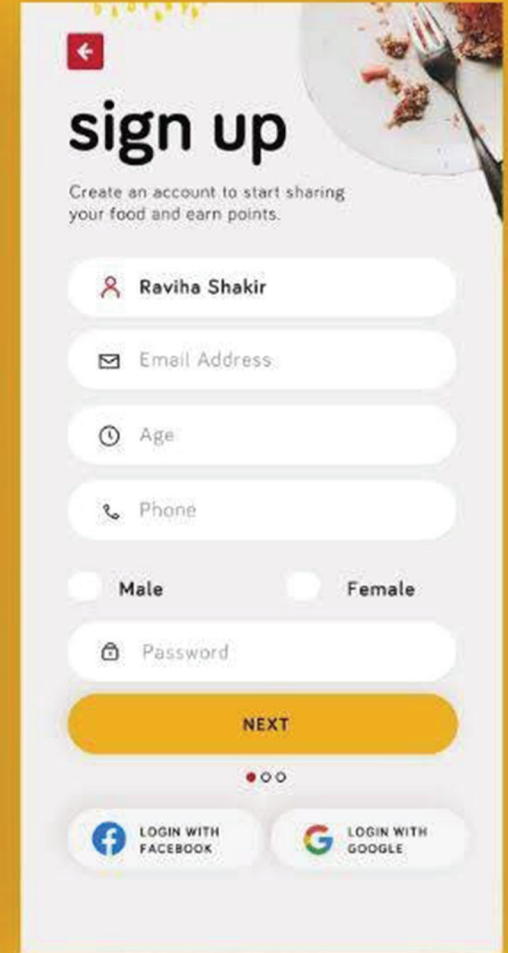 sign up
Create an account to start sharing
your food and earn points.
Raviha Shakir
Email Address
Age
Phone
Male Female
Password
NEXT
LOGIN WITH
FACEBOOK
LOGIN WITH
GOOGLE